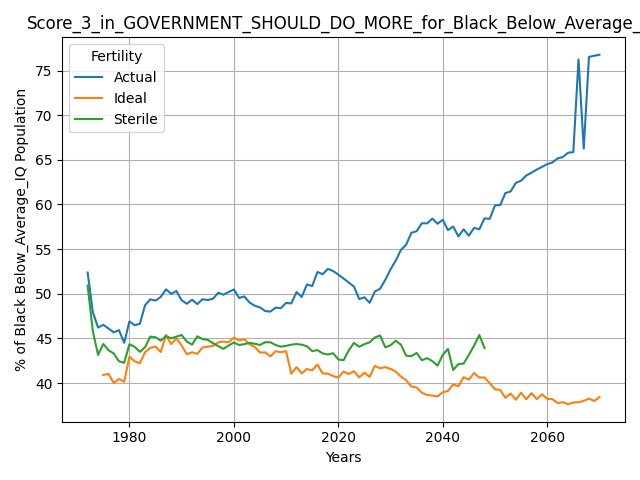 Score_3_in_GOVERNMENT_SHOULD_DO_MORE_for_Black_Below_Average_
Fertility
Actual
Ideal
Sterile
% of Black Below_Average_IQ Population
75
70
65
60
55
50
45
40
1980
2000
2020
2040
2060
Years